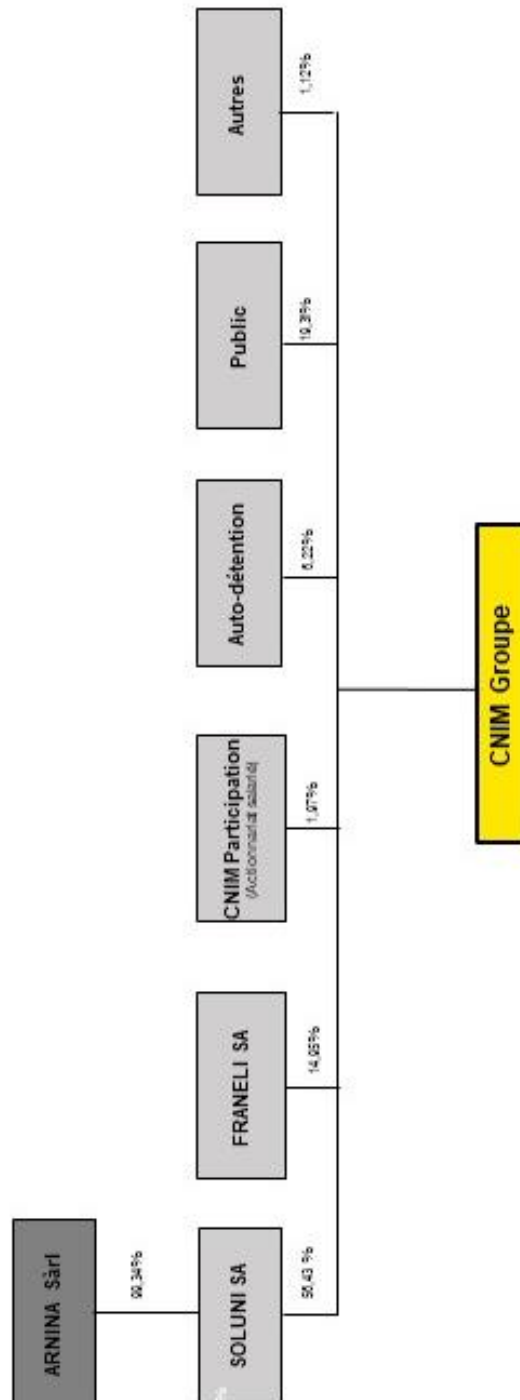 ARNINA Sàrl
99,34%
SOLUNI SA
FRANELI SA
CNIM Participation
(Actionnariat salarié)
Auto-détention
Public
Autres
%
56,43 %
14,95%
1,97%
6,22%
19,31%
1,12%
CNIM Groupe